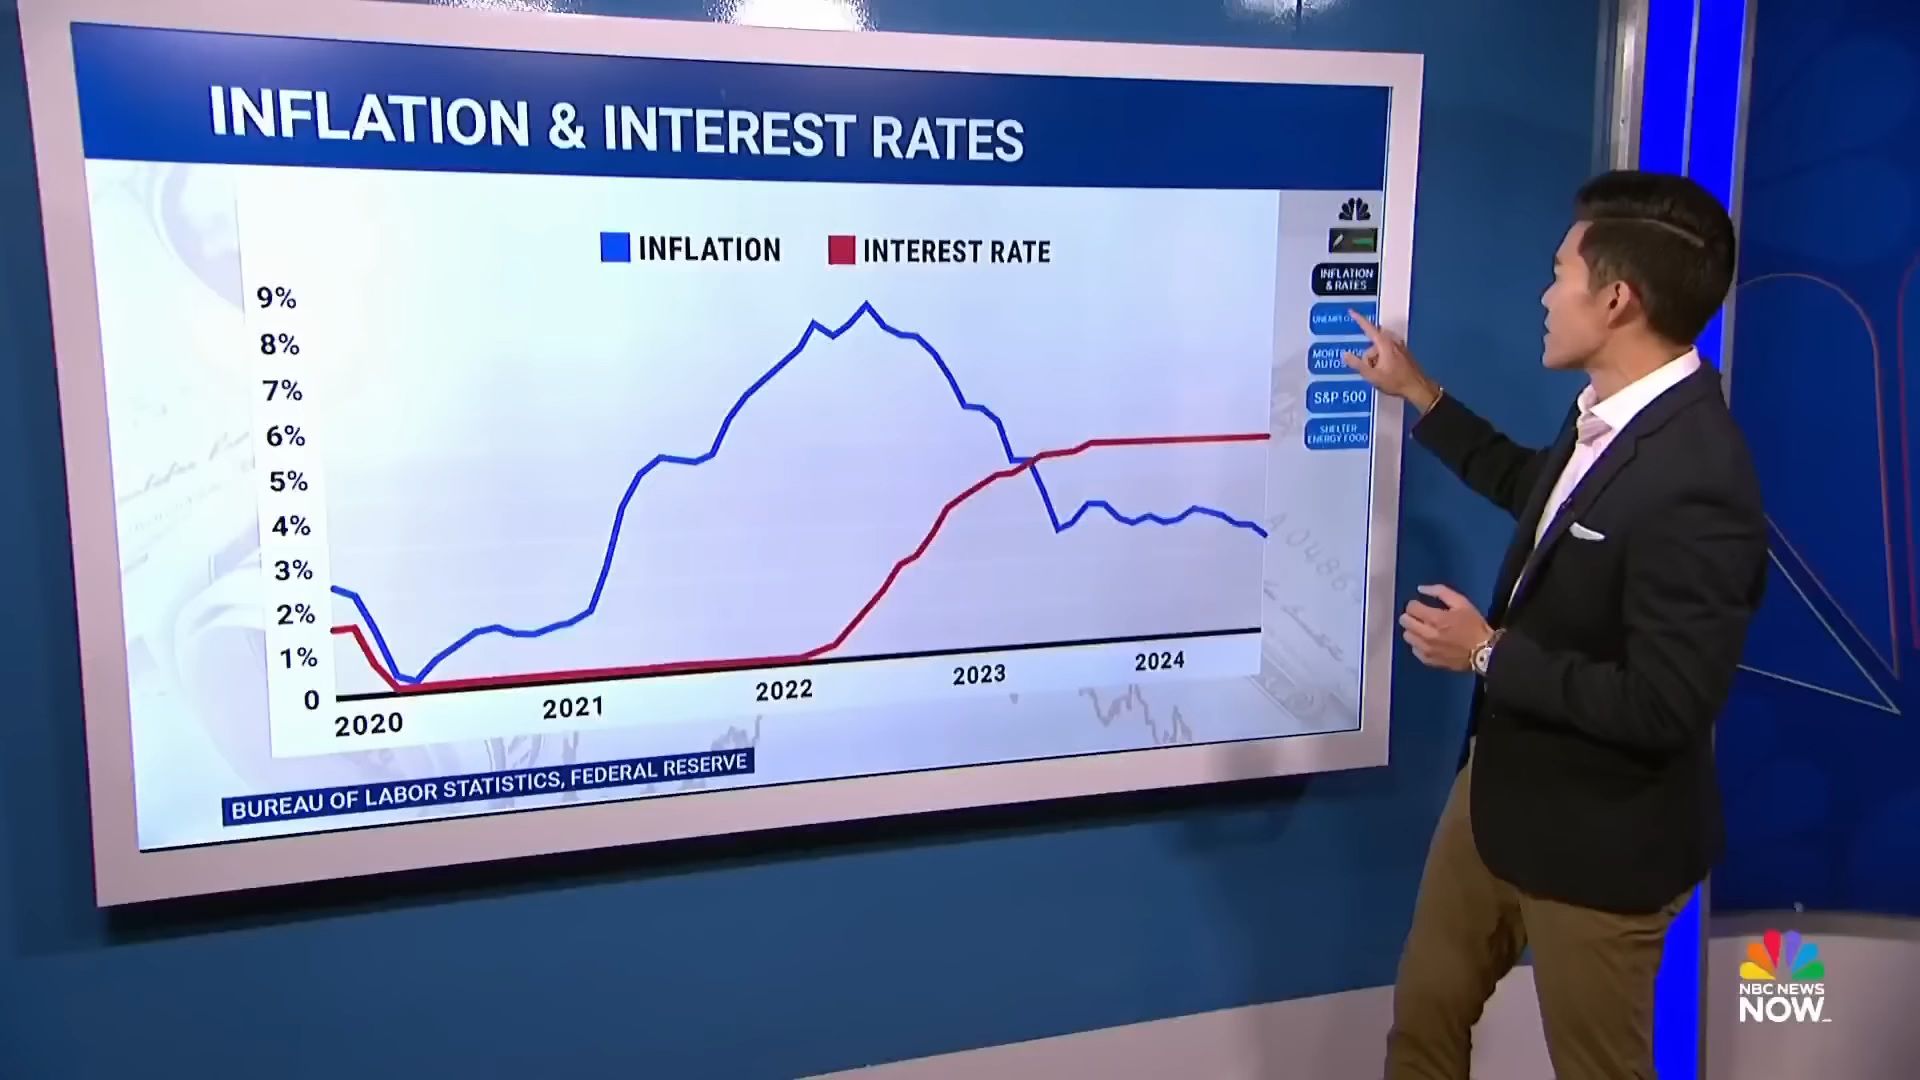 INFLATION & INTEREST RATES
INFLATION
INTEREST RATE
9%
8%
7%
6%
5%
4%
3%
2%
1%
0
2020
2021
2022
2023
2024
BUREAU OF LABOR STATISTICS, FEDERAL RESERVE
INFLATION
& RATES
AUTOS
S&P 500
SHELTER
ENERGY FOOD
NBC NEWS
NOW